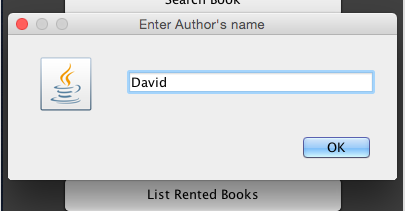 Search Book
Enter Author's name
David
OK
List Rented Books